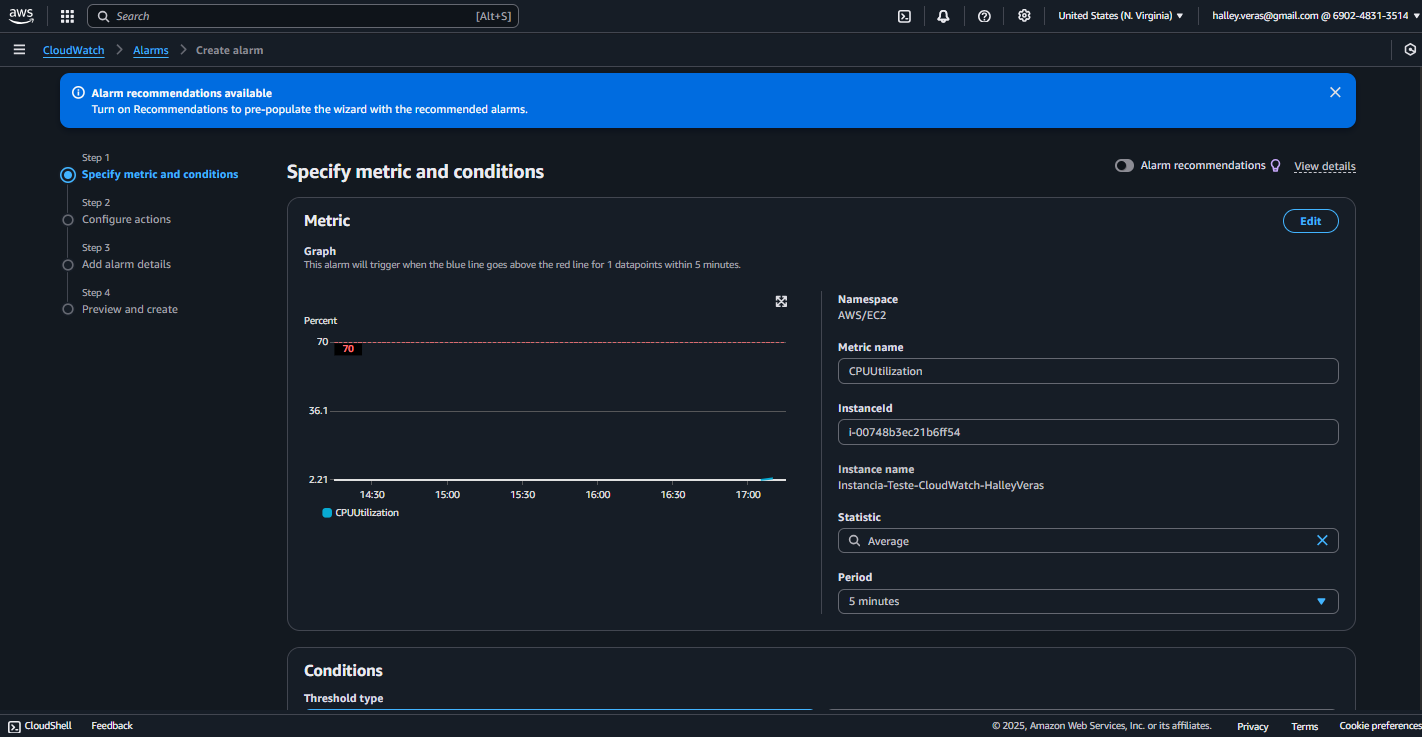 aws
Search
[Alt+S]
United States (N. Virginia)
halley.veras@gmail.com @ 6902-4831-3514
CloudWatch
Alarms
Create alarm
Alarm recommendations available
Turn on Recommendations to pre-populate the wizard with the recommended alarms.
Step 1
Specify metric and conditions
Step 2
Configure actions
Step 3
Add alarm details
Step 4
Preview and create
Specify metric and conditions
Alarm recommendations
View details
Metric
Edit
Graph
This alarm will trigger when the blue line goes above the red line for 1 datapoints within 5 minutes.
Percent
70
70
36.1
2.21
14:30 15:00 15:30 16:00 16:30 17:00
CPUUtilization
Namespace
AWS/EC2
Metric name
CPUUtilization
InstanceId
i-00748b3ec21b6ff54
Instance name
Instancia-Teste-CloudWatch-HalleyVeras
Statistic
Average
Period
5 minutes
Conditions
Threshold type
CloudShell
Feedback
© 2025, Amazon Web Services, Inc. or its affiliates.
Privacy
Terms
Cookie preferences